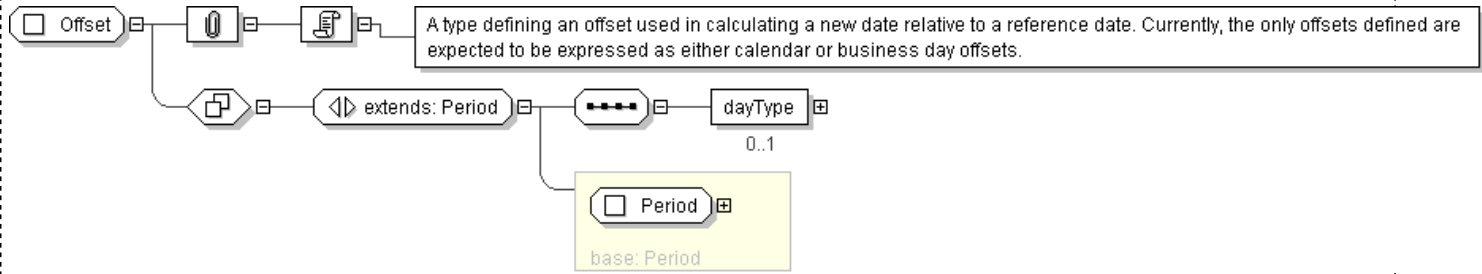 Offset
A type defining an offset used in calculating a new date relative to a reference date. Currently, the only offsets defined are
expected to be expressed as either calendar or business day offsets.
extends: Period
dayType
0..1
Period
base: Period